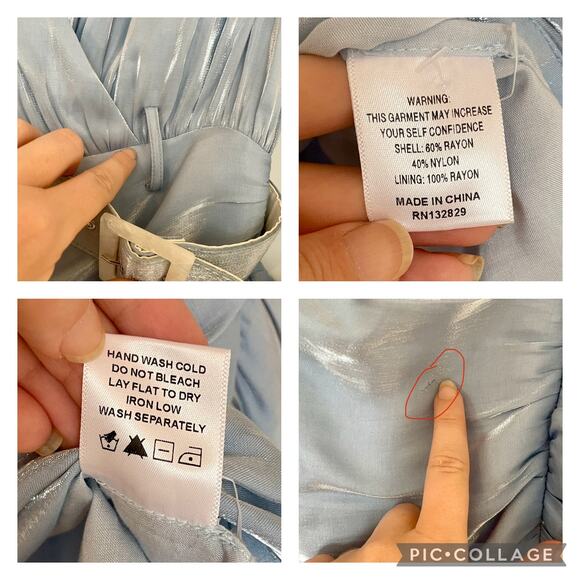 WARNING:
THIS GARMENT MAY INCREASE
YOUR SELF CONFIDENCE
SHELL: 60% RAYON
40% NYLON
LINING: 100% RAYON
MADE IN CHINA
RN132829
HAND WASH COLD
DO NOT BLEACH
LAY FLAT TO DRY
IRON LOW
WASH SEPARATELY
PIC•COLLAGE